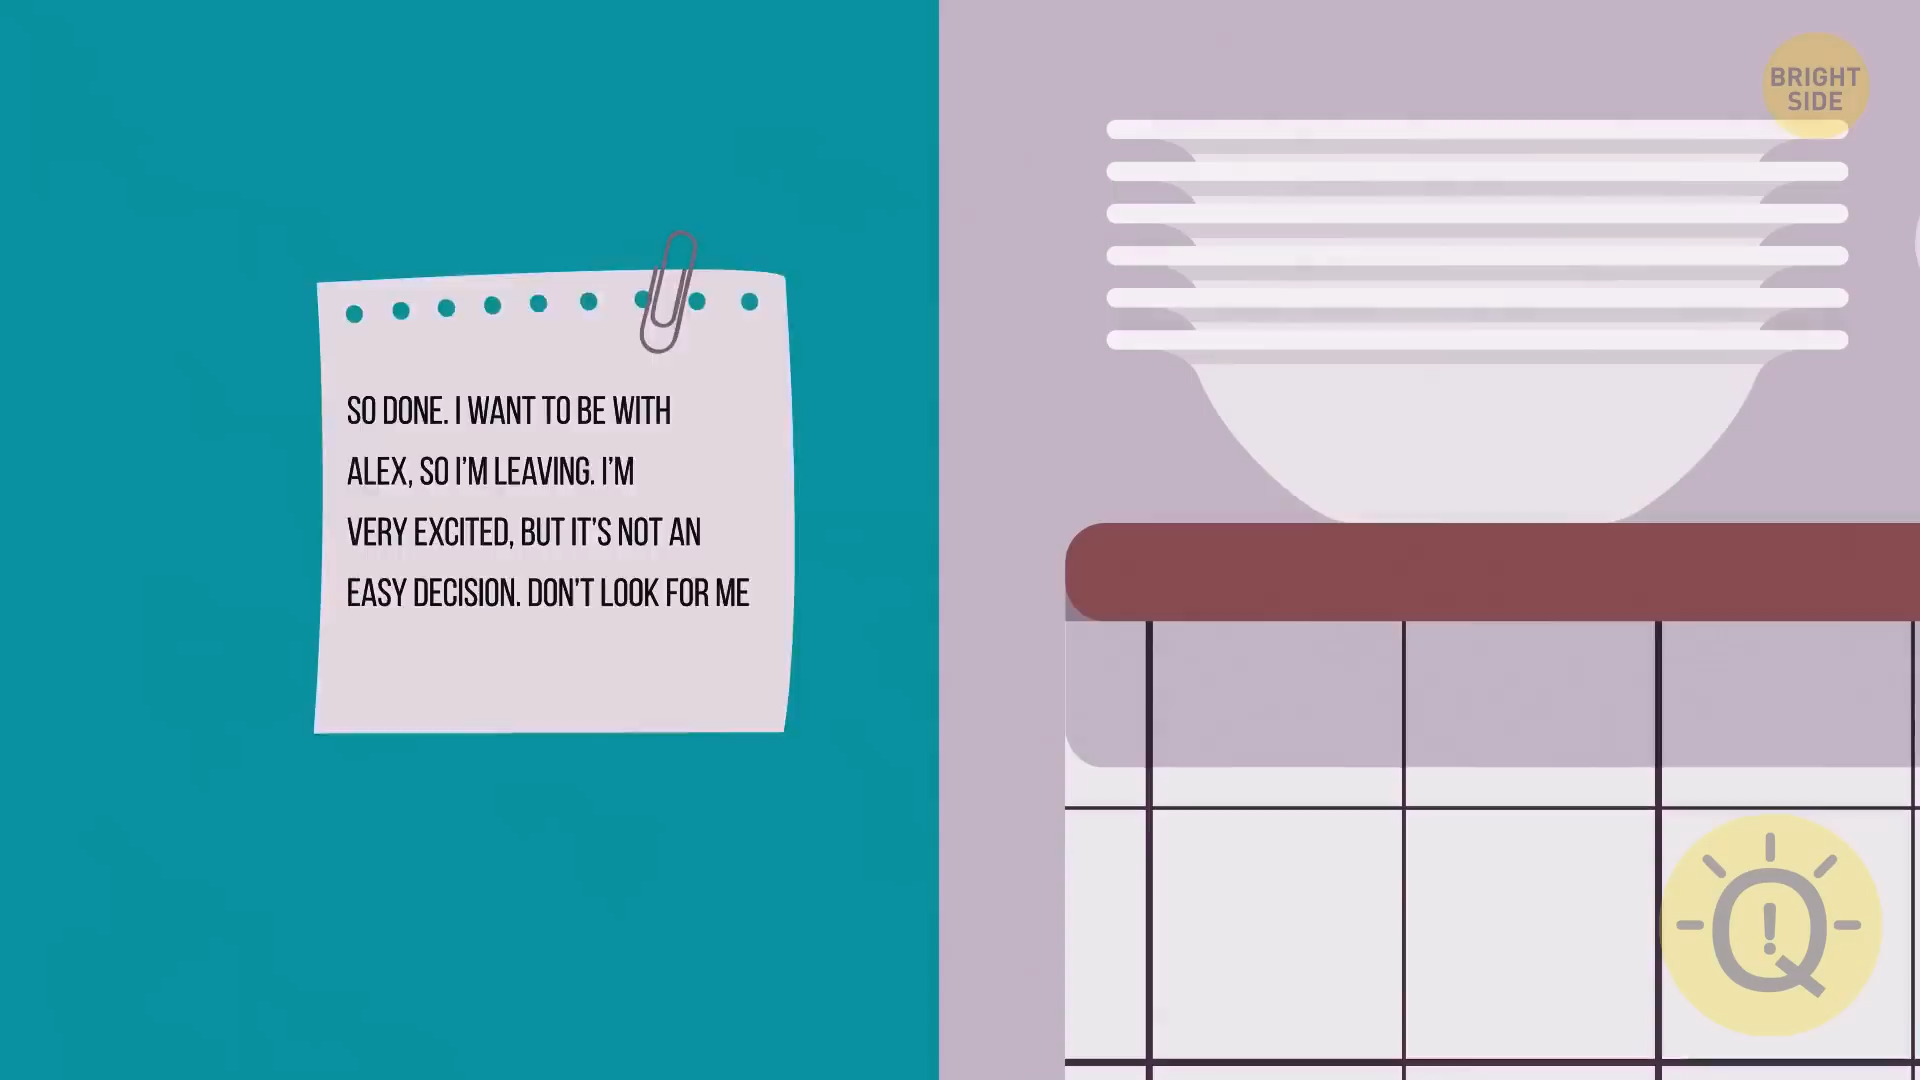 BRIGHT
SIDE
SO DONE. I WANT TO BE WITH
ALEX, SO I'M LEAVING. I'M
VERY EXCITED, BUT IT'S NOT AN
EASY DECISION. DON'T LOOK FOR ME
Q!